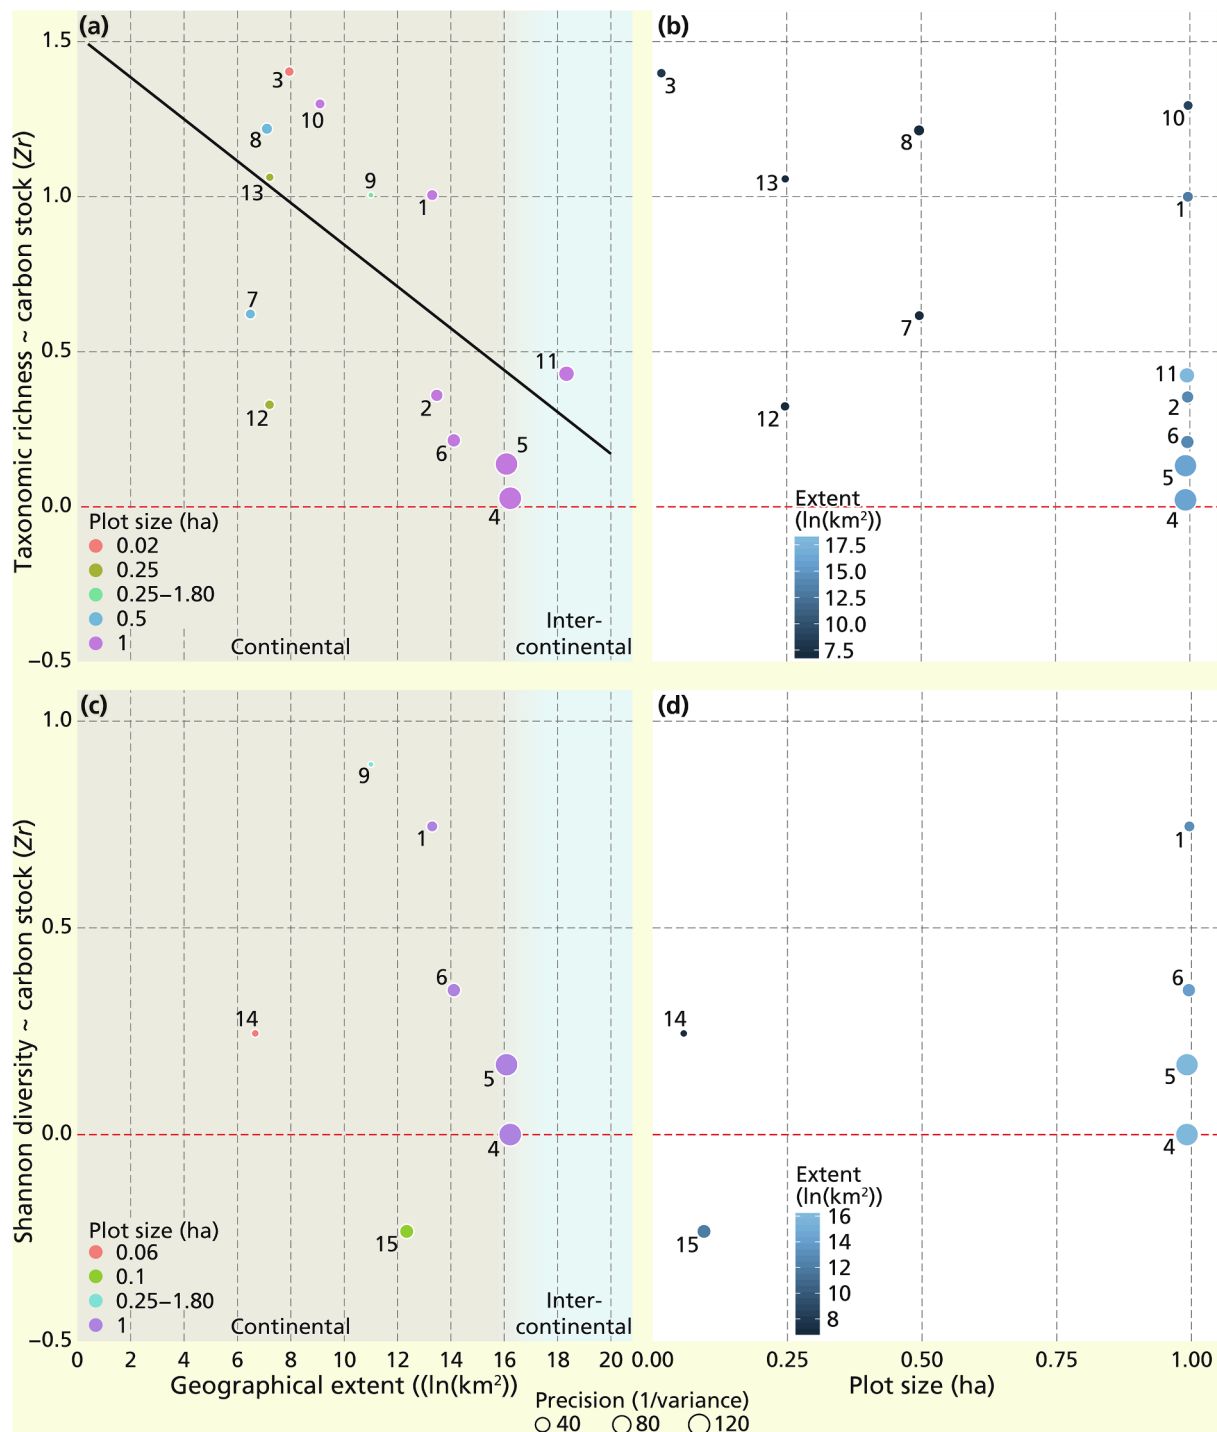 (a)
1.5
1.0
0.5
0.0
−0.5
Taxonomic richness ~ carbon stock (Zr)
3
10
8
13
9
1
7
12
2
6
11
5
4
Plot size (ha)
0.02
0.25
0.25−1.80
0.5
1
Continental
Inter-
continental
(b)
3
10
8
13
1
7
12
11
2
6
5
4
Extent
(ln(km²))
17.5
15.0
12.5
10.0
7.5
(c)
1.0
0.5
0.0
−0.5
Shannon diversity ~ carbon stock (Zr)
9
1
6
14
5
4
15
Plot size (ha)
0.06
0.1
0.25−1.80
1
Continental
Inter-
continental
0 2 4 6 8 10 12 14 16 18 20
Geographical extent ((ln(km²))
(d)
1
6
14
5
4
15
Extent
(ln(km²))
16
14
12
10
8
0.00 0.25 0.50 0.75 1.00
Plot size (ha)
Precision (1/variance)
40 80 120